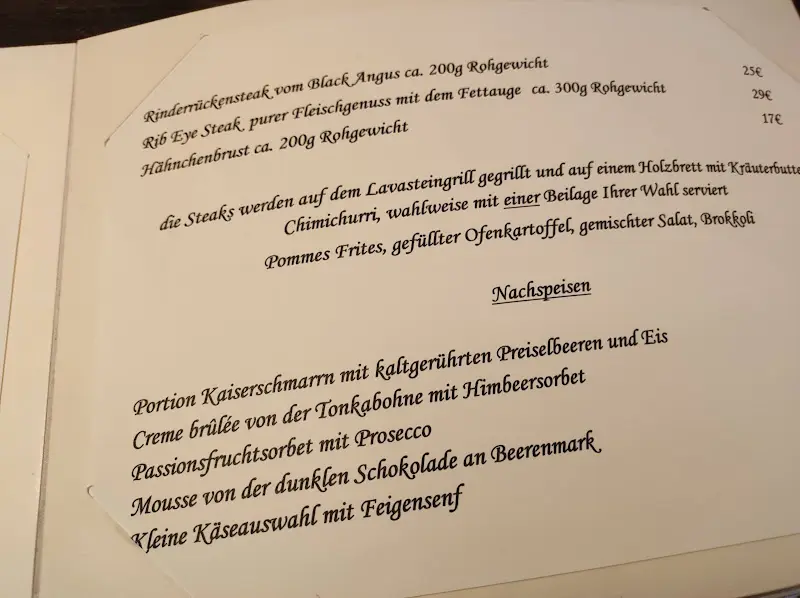 Rinderrückensteak vom Black Angus ca. 200g Rohgewicht 25€
Rib Eye Steak purer Fleischgenuss mit dem Fettauge ca. 300g Rohgewicht 29€
Hähnchenbrust ca. 200g Rohgewicht 17€
die Steaks werden auf dem Lavasteingrill gegrillt und auf einem Holzbrett mit Kräuterbutte
Chimichurri, wahlweise mit einer Beilage Ihrer Wahl serviert
Pommes Frites, gefüllter Ofenkartoffel, gemischter Salat, Brokkoli
Nachspeisen
Portion Kaiserschmarrn mit kaltgerührten Preiselbeeren und Eis
Creme brûlée von der Tonkabohne mit Himbeersorbet
Passionsfruchtsorbet mit Prosecco
Mousse von der dunklen Schokolade an Beerenmark
Kleine Käseauswahl mit Feigensenf